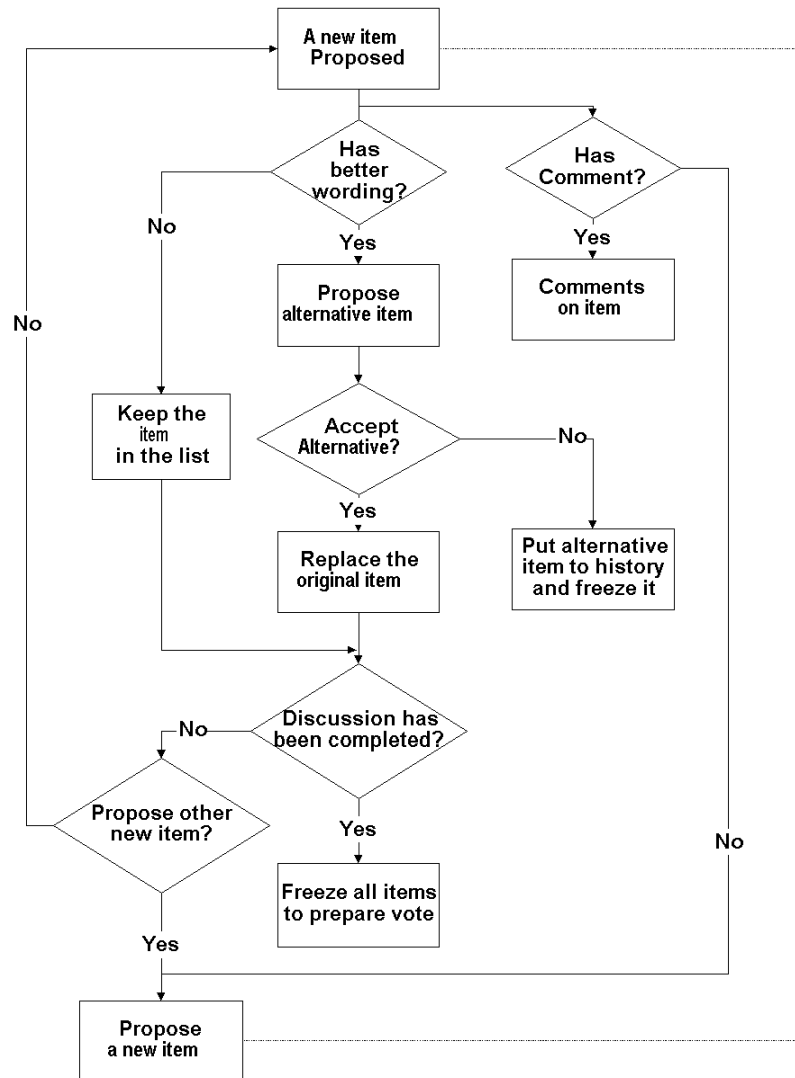 A new item
Proposed
Has
better
wording?
Has
Comment?
No
Yes
Yes
Propose
alternative item
Comments
on item
No
Keep the
item
in the list
Accept
Alternative?
No
Yes
Replace the
original item
Put alternative
item to history
and freeze it
Discussion has
been completed?
No
Propose other
new item?
Yes
No
Freeze all items
to prepare vote
Yes
Propose
a new item